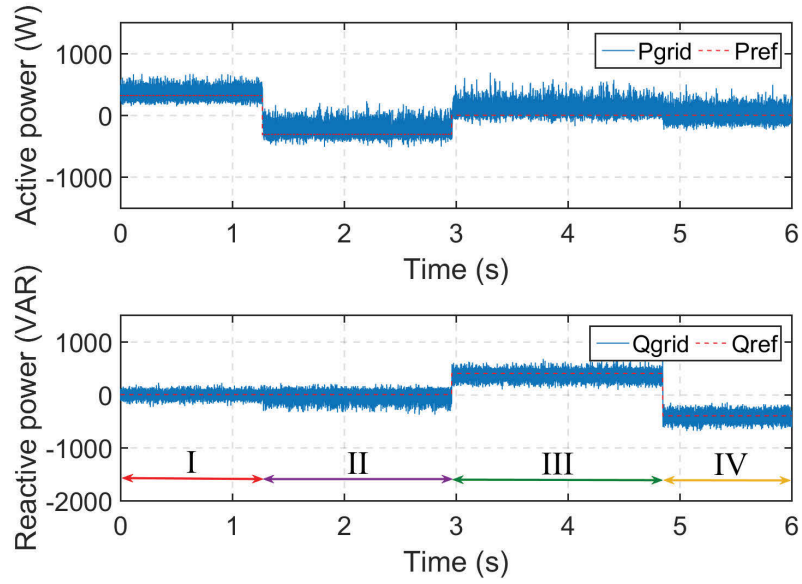 Active power (W)
1000
0
-1000
Pgrid Pref
0 1 2 3 4 5 6
Time (s)
Reactive power (VAR)
1000
0
-1000
-2000
Qgrid Qref
I II III IV
0 1 2 3 4 5 6
Time (s)